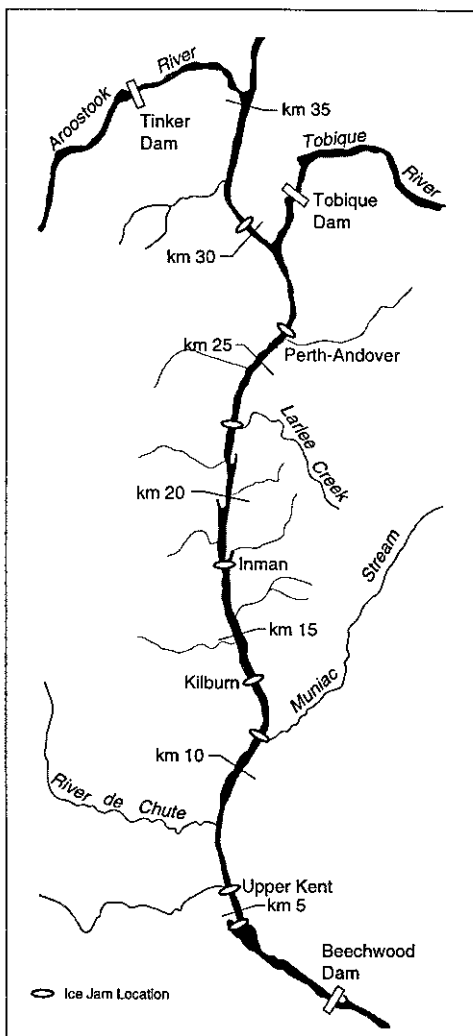 Aroostook River
Tinker
Dam
km 35
Tobique River
Tobique
Dam
km 30
km 25
Perth-Andover
Larlee Creek
km 20
Inman
Muniac Stream
km 15
Kilburn
km 10
River de Chute
Upper Kent
km 5
Beechwood
Dam
Ice Jam Location